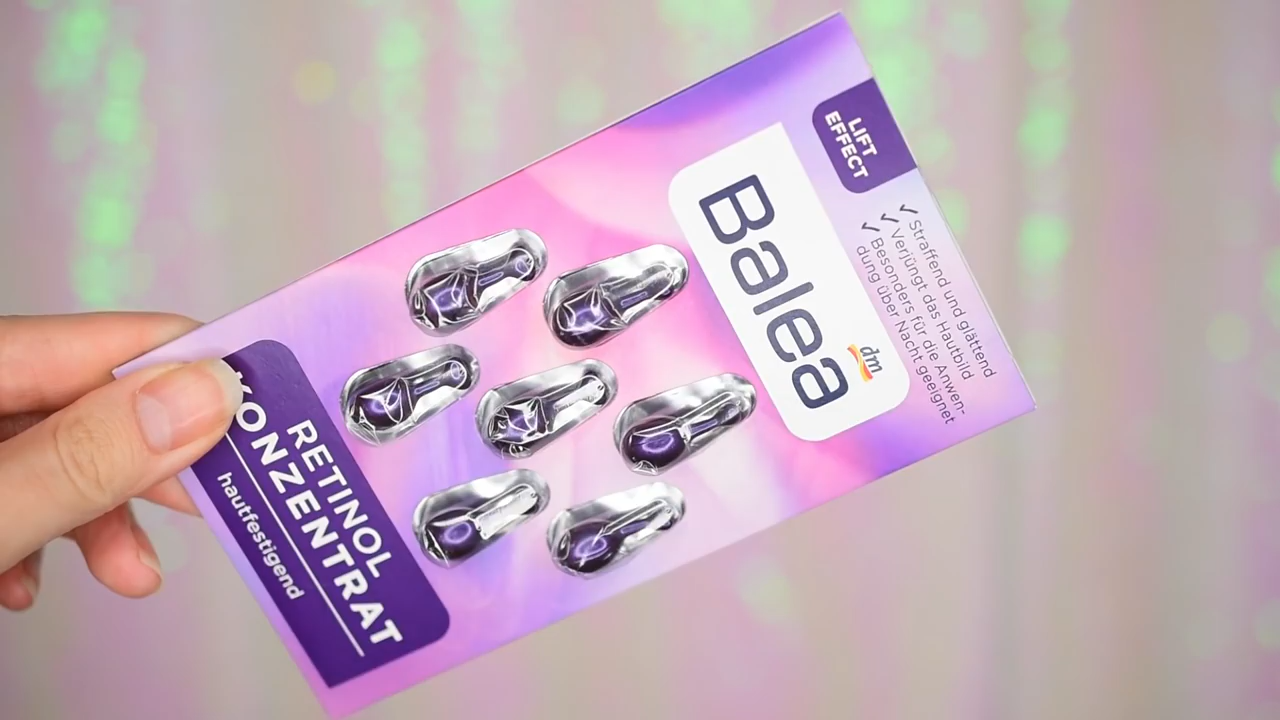 LIFT
EFFECT
✓ Straffend und glättend
✓ Verjüngt das Hautbild
✓ Besonders für die Anwen-
dung über Nacht geeignet
Balea
dm
RETINOL
KONZENTRAT
hautfestigend